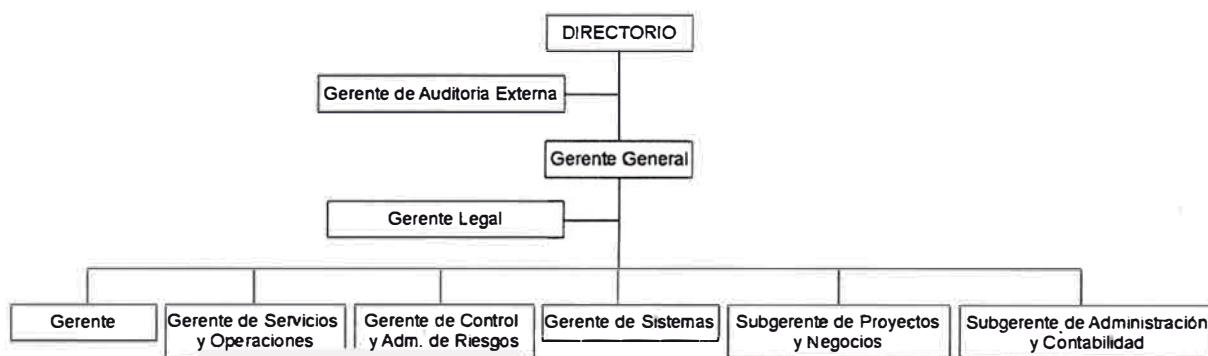 DIRECTORIO
Gerente de Auditoria Externa
Gerente General
Gerente Legal
Gerente
Gerente de Servicios
y Operaciones
Gerente de Control
y Adm. de Riesgos
Gerente de Sistemas
Subgerente de Proyectos
y Negocios
Subgerente de Administración
y Contabilidad